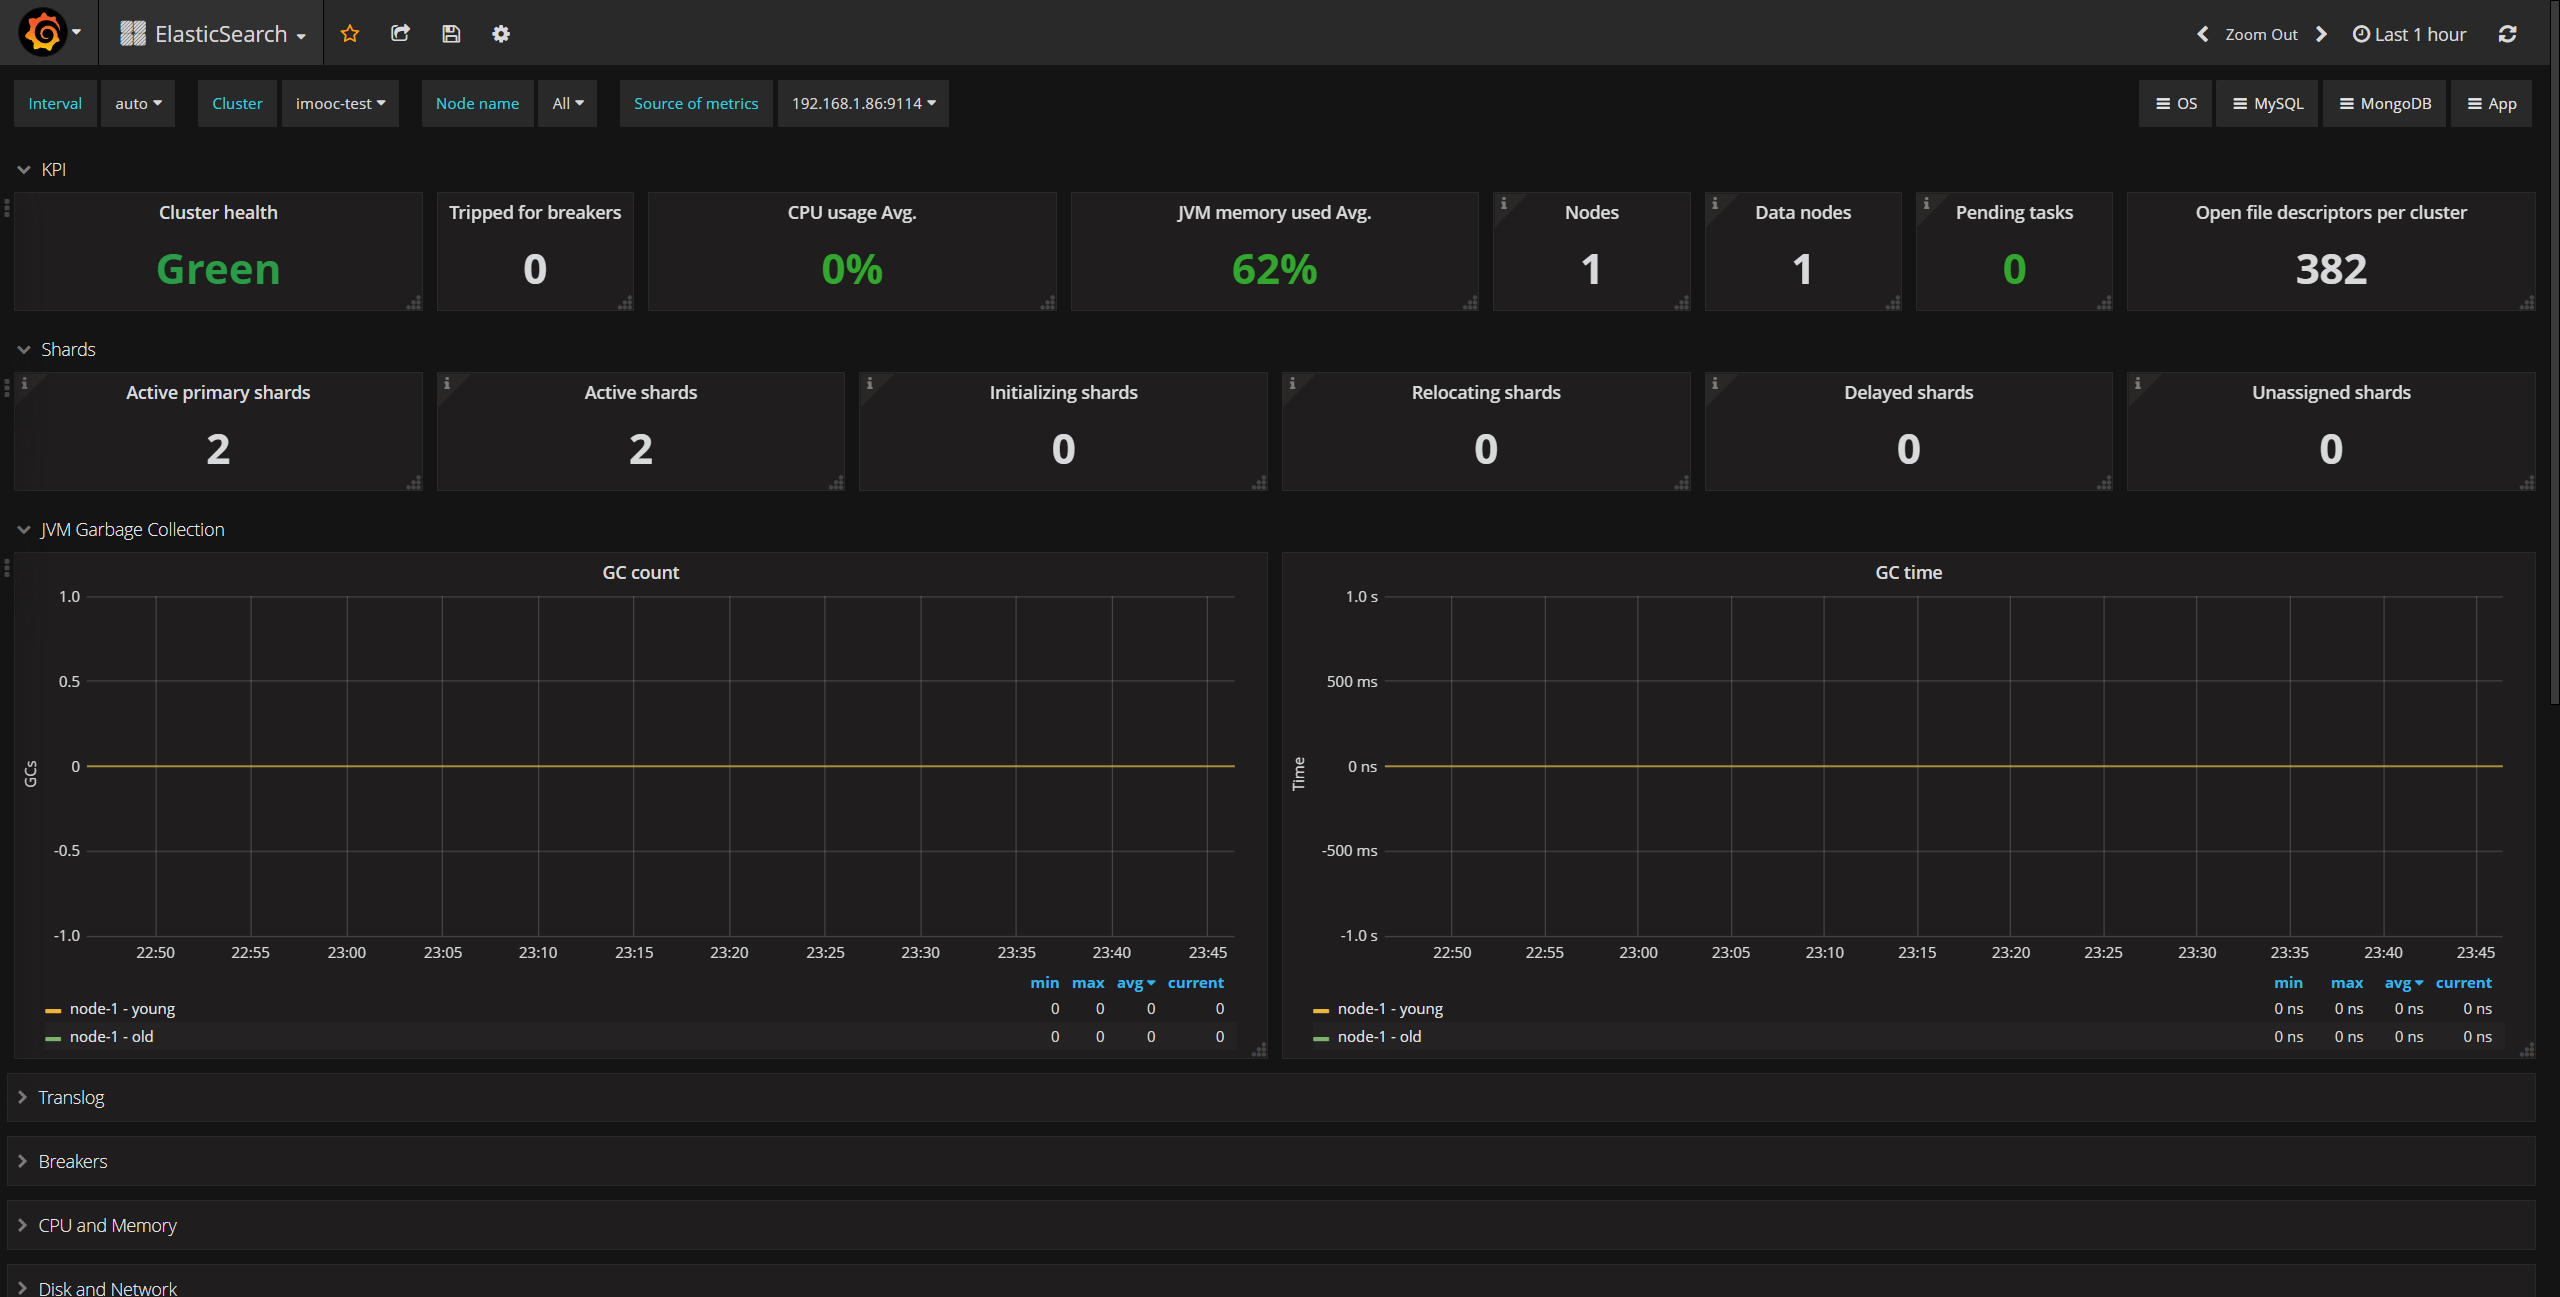 ElasticSearch
Zoom Out
Last 1 hour
Interval auto Cluster imooc-test Node name All Source of metrics 192.168.1.86:9114 OS MySQL MongoDB App
KPI
Cluster health
Green
Tripped for breakers
0
CPU usage Avg.
0%
JVM memory used Avg.
62%
Nodes
1
Data nodes
1
Pending tasks
0
Open file descriptors per cluster
382
Shards
Active primary shards
2
Active shards
2
Initializing shards
0
Relocating shards
0
Delayed shards
0
Unassigned shards
0
JVM Garbage Collection
GC count
GCs
1.0
0.5
0
-0.5
-1.0
22:50 22:55 23:00 23:05 23:10 23:15 23:20 23:25 23:30 23:35 23:40 23:45
min max avg current
node-1 - young 0 0 0 0
node-1 - old 0 0 0 0
GC time
Time
1.0 s
500 ms
0 ns
-500 ms
-1.0 s
22:50 22:55 23:00 23:05 23:10 23:15 23:20 23:25 23:30 23:35 23:40 23:45
min max avg current
node-1 - young 0 ns 0 ns 0 ns 0 ns
node-1 - old 0 ns 0 ns 0 ns 0 ns
Translog
Breakers
CPU and Memory
Disk and Network